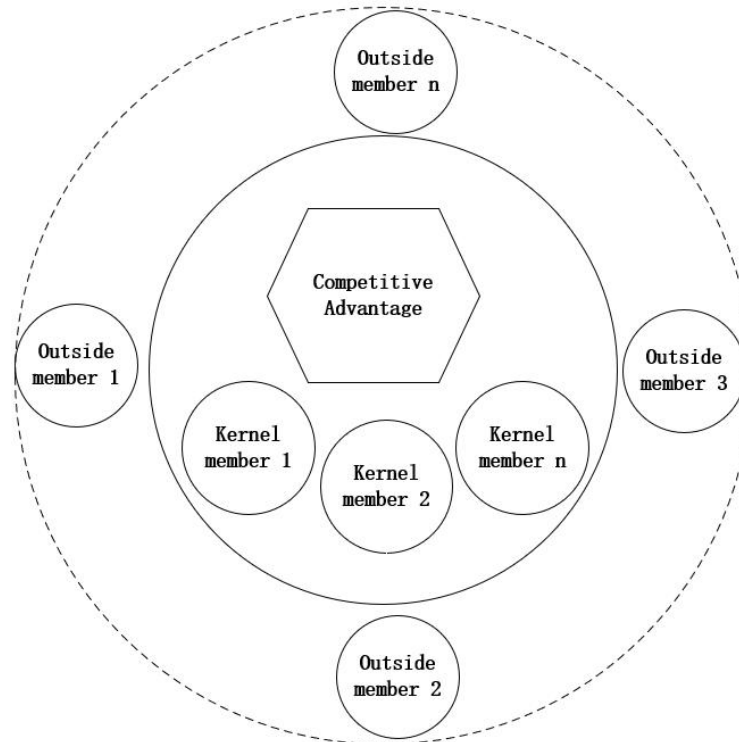 Outside
member n
Competitive
Advantage
Outside
member 1
Outside
member 3
Kernel
member 1
Kernel
member 2
Kernel
member n
Outside
member 2